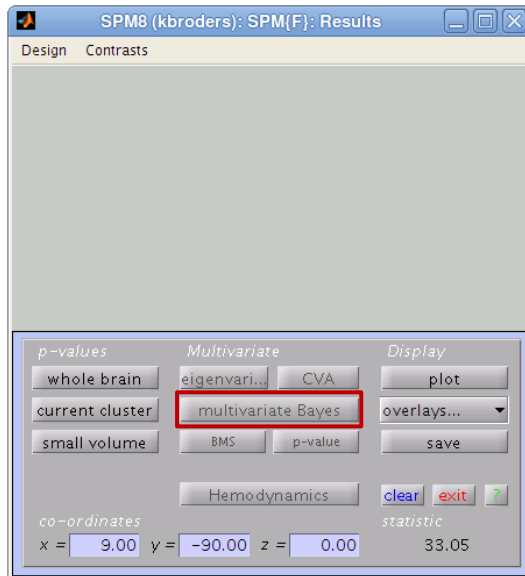 SPM8 (kbroders): SPM{F}: Results
Design Contrasts
p-values Multivariate Display
whole brain eigenvari... CVA plot
current cluster multivariate Bayes overlays...
small volume BMS p-value save
Hemodynamics clear exit ?
co-ordinates statistic
x = 9.00 y = -90.00 z = 0.00 33.05